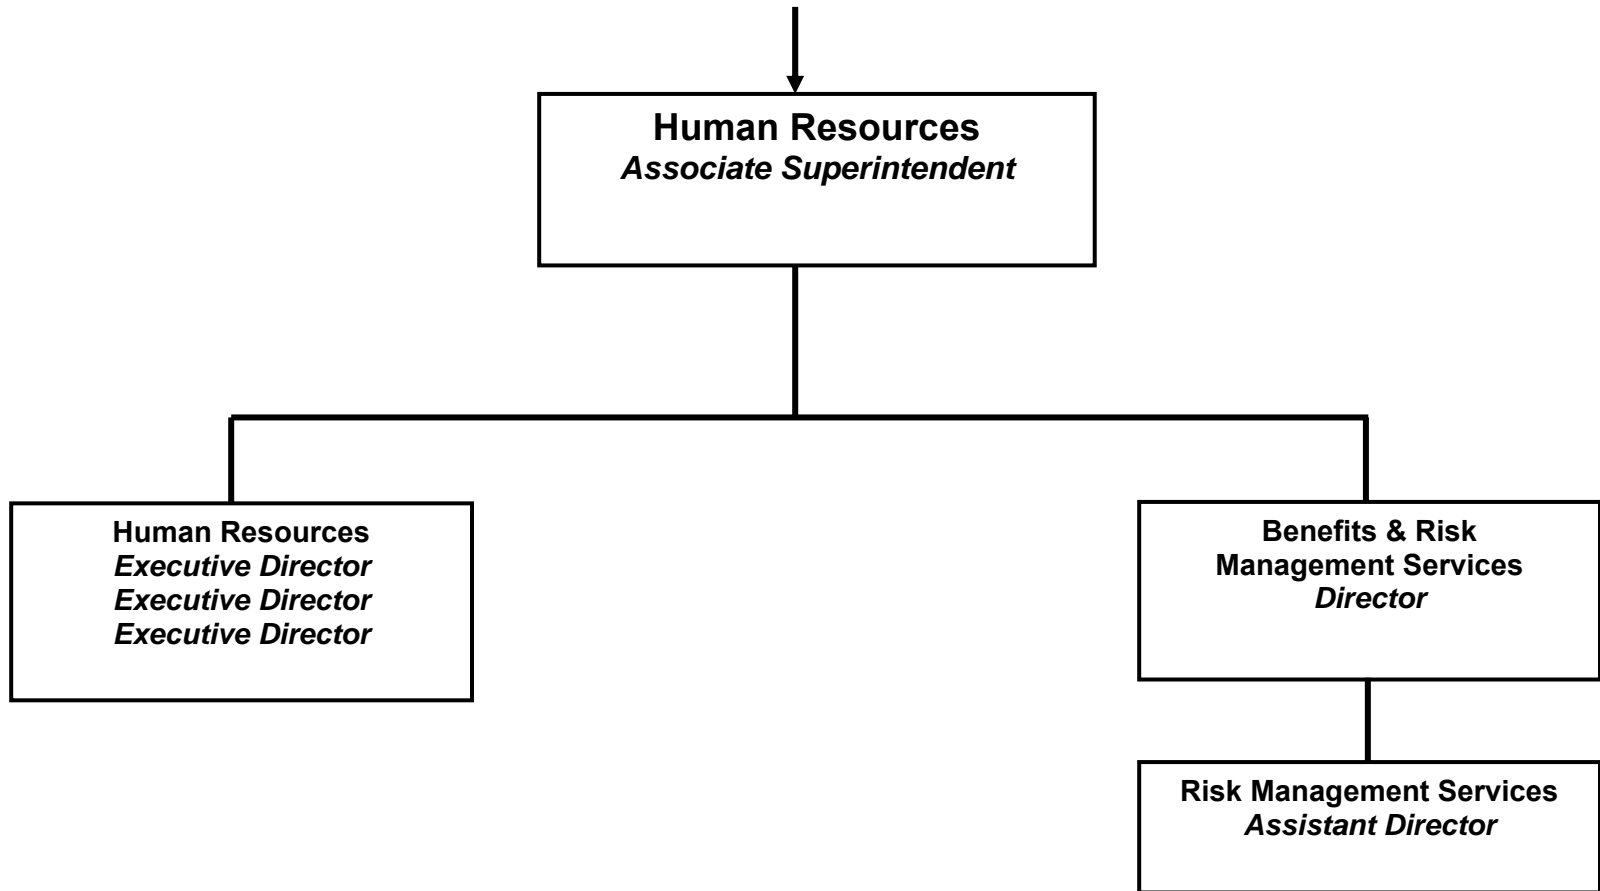 Human Resources
Associate Superintendent
Human Resources
Executive Director
Executive Director
Executive Director
Benefits & Risk
Management Services
Director
Risk Management Services
Assistant Director